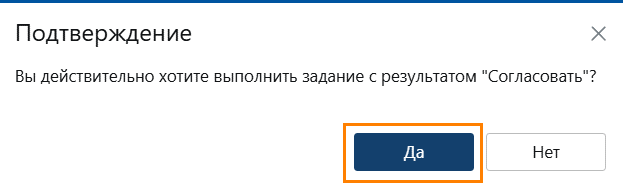 Подтверждение
Вы действительно хотите выполнить задание с результатом "Согласовать"?
Да
Нет